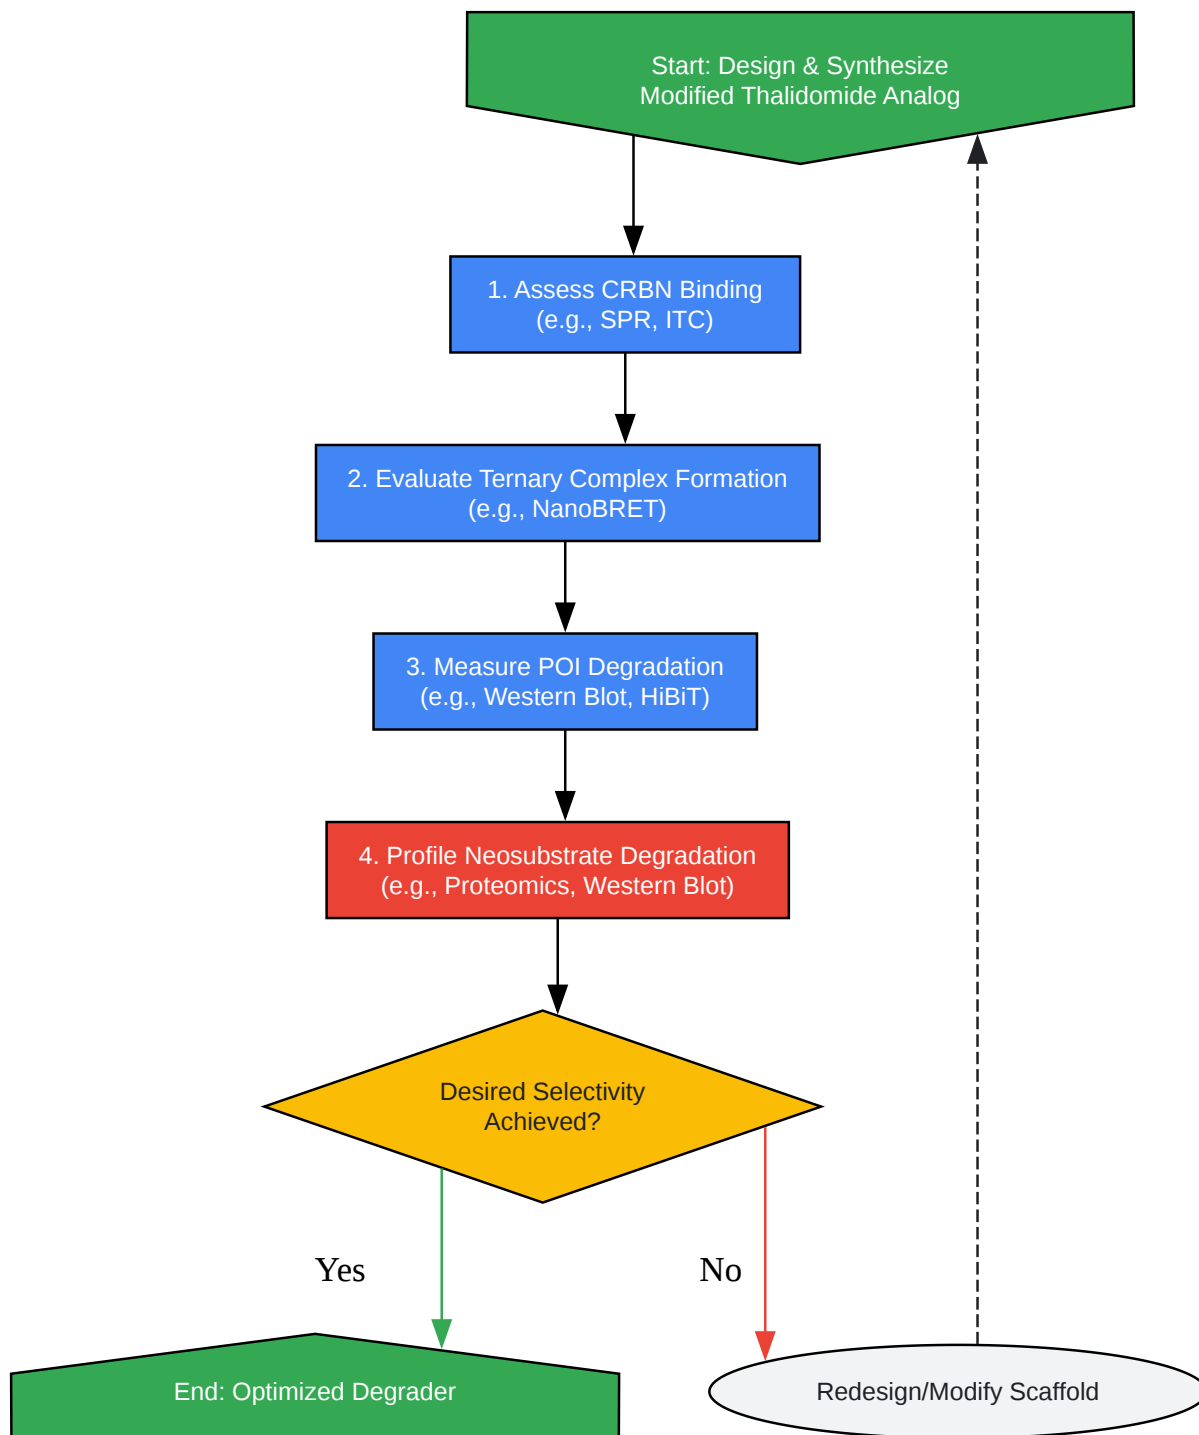 Start: Design & Synthesize
Modified Thalidomide Analog
1. Assess CRBN Binding
(e.g., SPR, ITC)
2. Evaluate Ternary Complex Formation
(e.g., NanoBRET)
3. Measure POI Degradation
(e.g., Western Blot, HiBiT)
4. Profile Neosubstrate Degradation
(e.g., Proteomics, Western Blot)
Desired Selectivity
Achieved?
Yes
No
End: Optimized Degrader
Redesign/Modify Scaffold